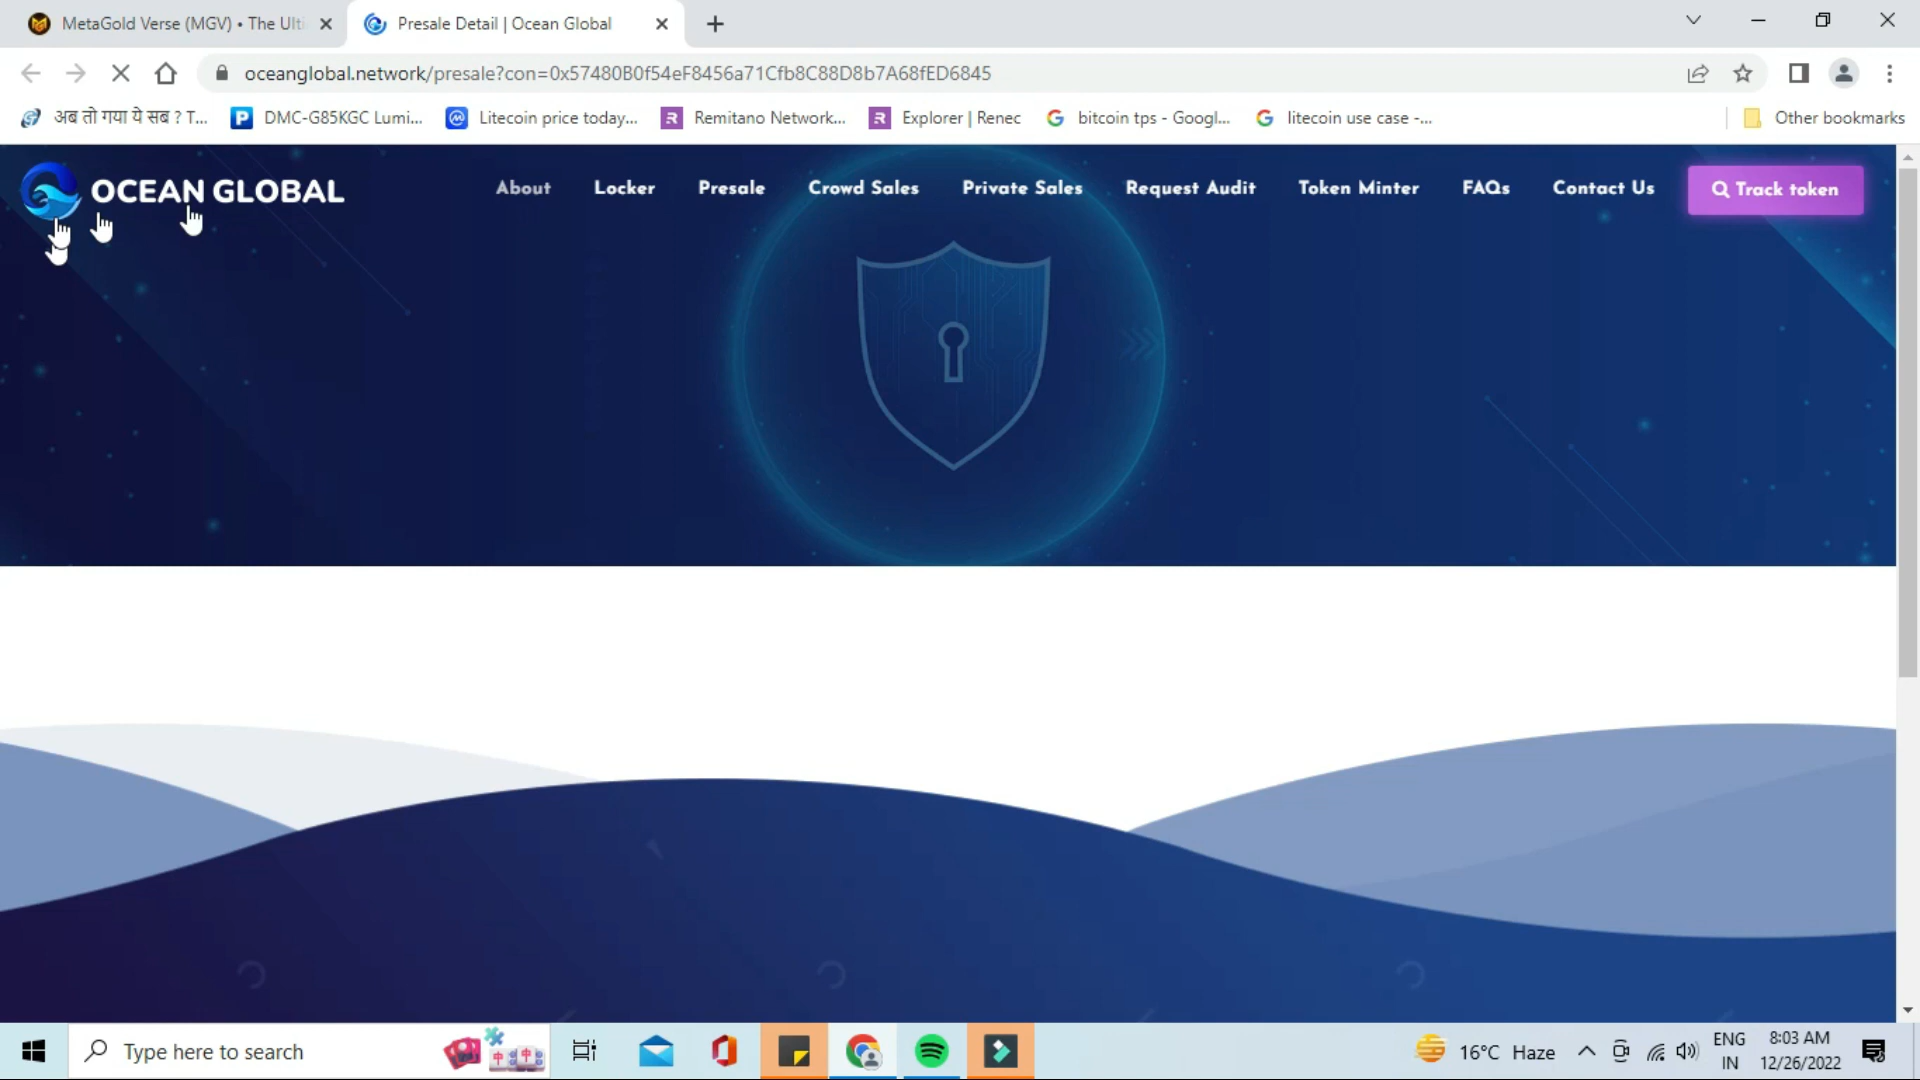 MetaGold Verse (MGV) • The Ulti
Presale Detail | Ocean Global
oceanglobal.network/presale?con=0x57480B0f54eF8456a71Cfb8C88D8b7A68fED6845
अब तो गया ये सब ? T...
DMC-G85KGC Lumi...
Litecoin price today...
Remitano Network...
Explorer | Renec
bitcoin tps - Googl...
litecoin use case -...
Other bookmarks
OCEAN GLOBAL
About
Locker
Presale
Crowd Sales
Private Sales
Request Audit
Token Minter
FAQs
Contact Us
Track token
Type here to search
16°C Haze
ENG
IN
8:03 AM
12/26/2022